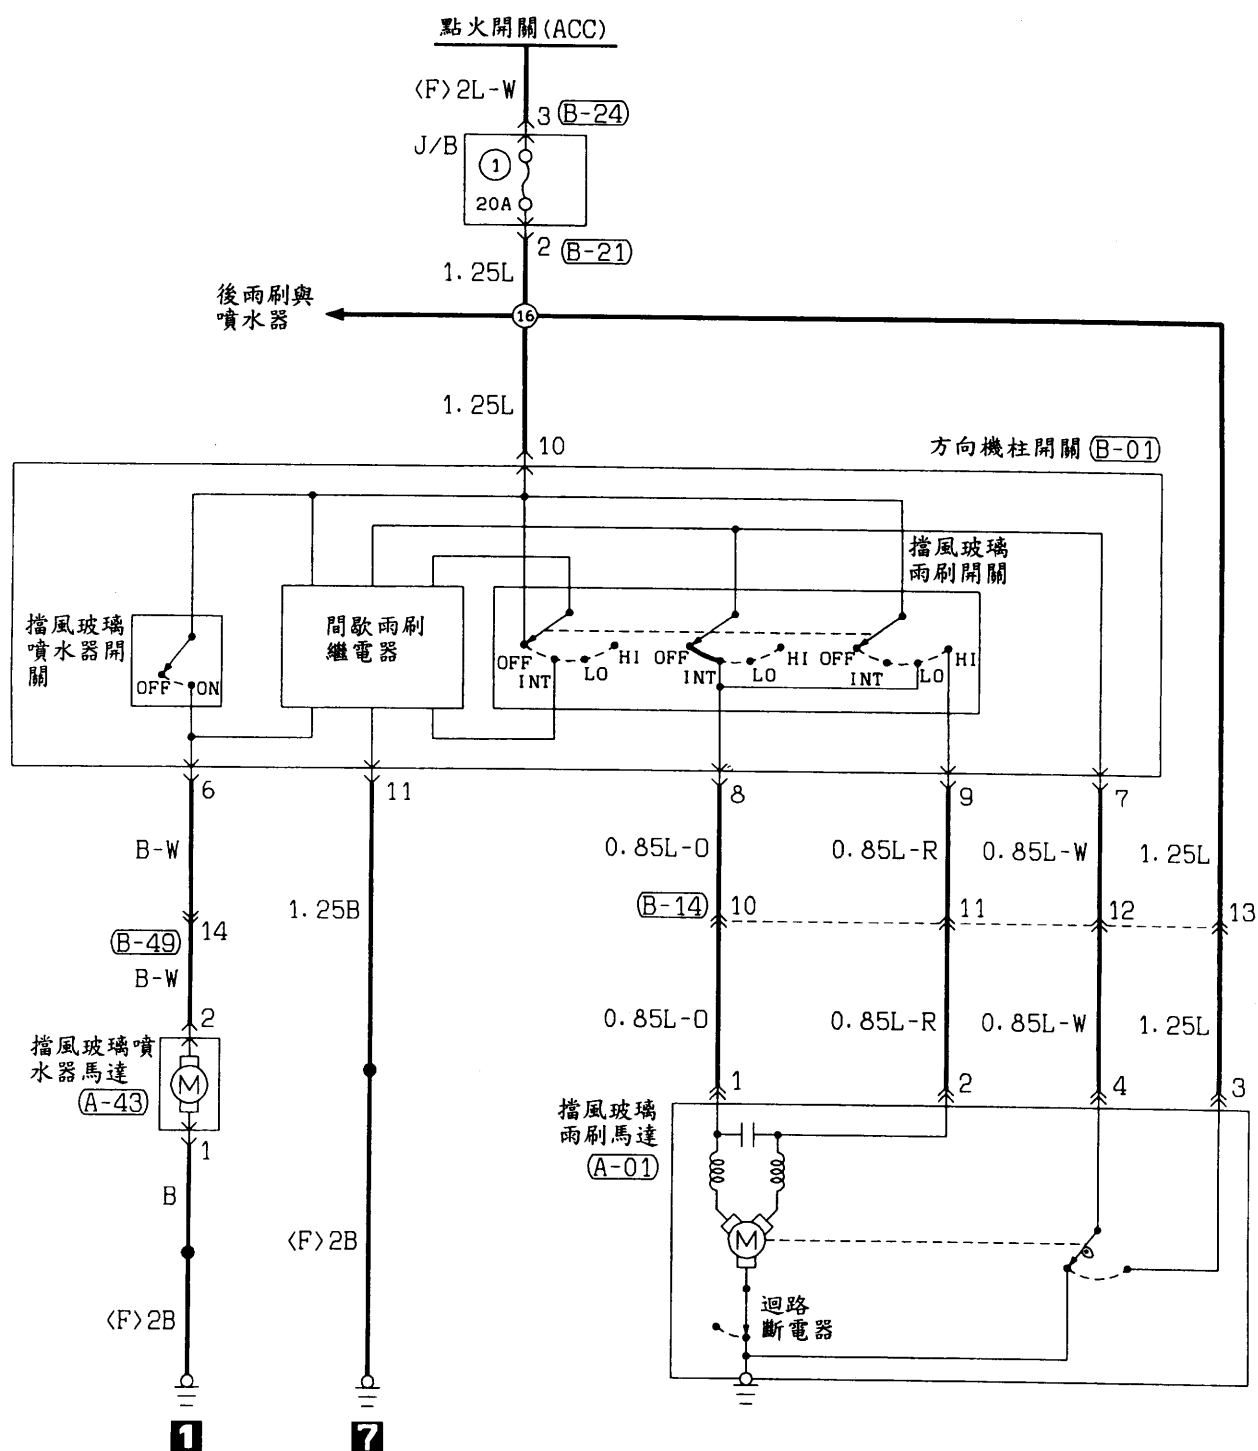 點火開關(ACC)
〈F〉2L-W
3 B-24
J/B
1
20A
2 B-21
1.25L
後雨刷與
噴水器
16
1.25L
10
方向機柱開關 B-01
擋風玻璃
雨刷開關
擋風玻璃
噴水器開
關
間歇雨刷
繼電器
OFF ON
OFF INT LO HI
OFF INT LO HI
OFF INT LO HI
6 11 8 9 7
B-W 0.85L-O 0.85L-R 0.85L-W 1.25L
1.25B
B-14 10 11 12 13
14
B-49
B-W
0.85L-O 0.85L-R 0.85L-W 1.25L
2
擋風玻璃噴
水器馬達
A-43
M
1
1 2 4 3
擋風玻璃
雨刷馬達
A-01
M
B
〈F〉2B
〈F〉2B
迴路
斷電器
1 7